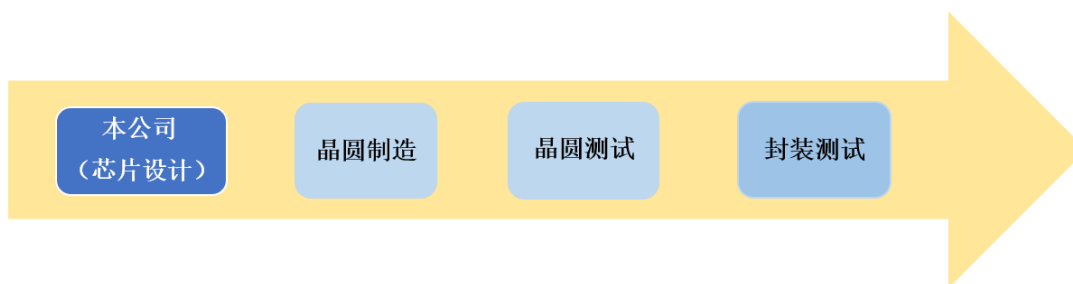 本公司
（芯片设计）
晶圆制造
晶圆测试
封装测试